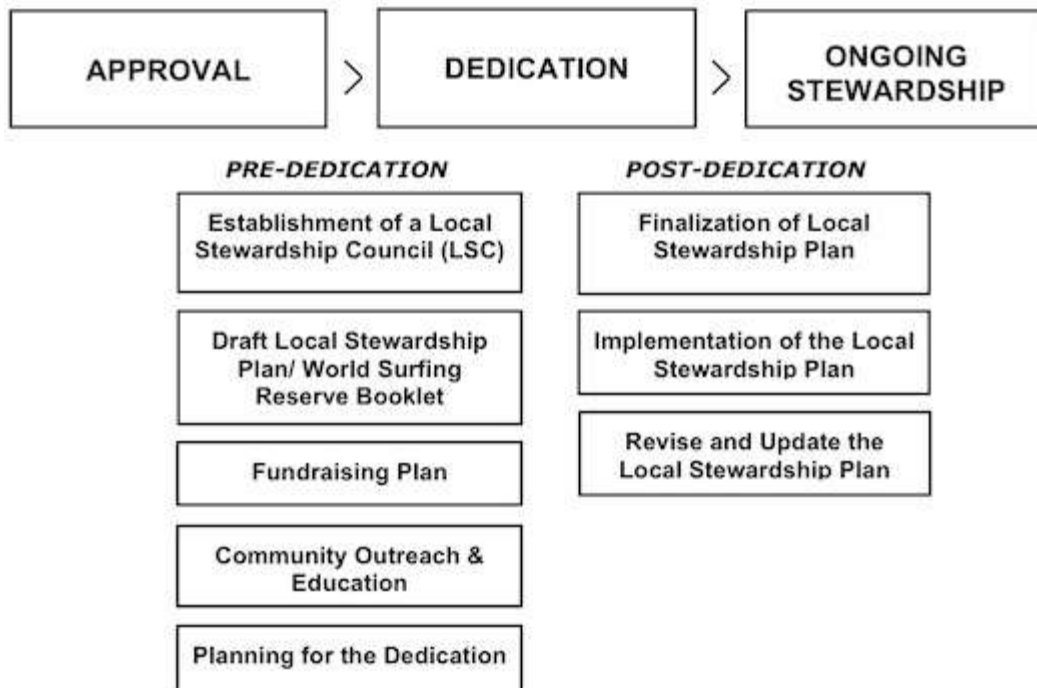 APPROVAL
>
DEDICATION
>
ONGOING
STEWARDSHIP
PRE-DEDICATION
Establishment of a Local
Stewardship Council (LSC)
Draft Local Stewardship
Plan/ World Surfing
Reserve Booklet
Fundraising Plan
Community Outreach &
Education
Planning for the Dedication
POST-DEDICATION
Finalization of Local
Stewardship Plan
Implementation of the Local
Stewardship Plan
Revise and Update the
Local Stewardship Plan